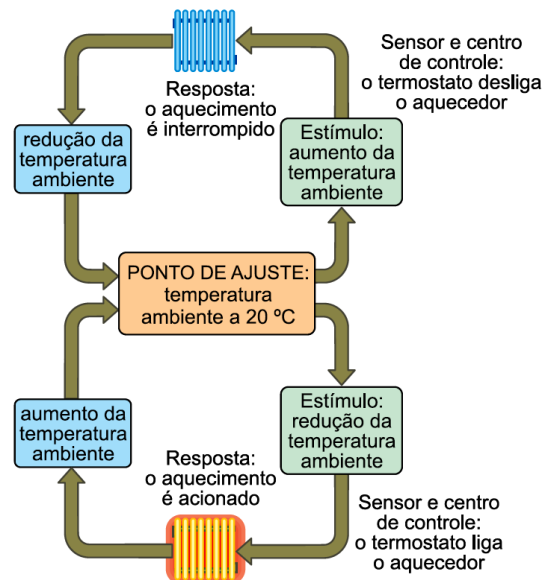 Sensor e centro
de controle:
o termostato desliga
o aquecedor
Resposta:
o aquecimento
é interrompido
Estímulo:
aumento da
temperatura
ambiente
redução da
temperatura
ambiente
PONTO DE AJUSTE:
temperatura
ambiente a 20 ºC
aumento da
temperatura
ambiente
Estímulo:
redução da
temperatura
ambiente
Resposta:
o aquecimento
é acionado
Sensor e centro
de controle:
o termostato liga
o aquecedor